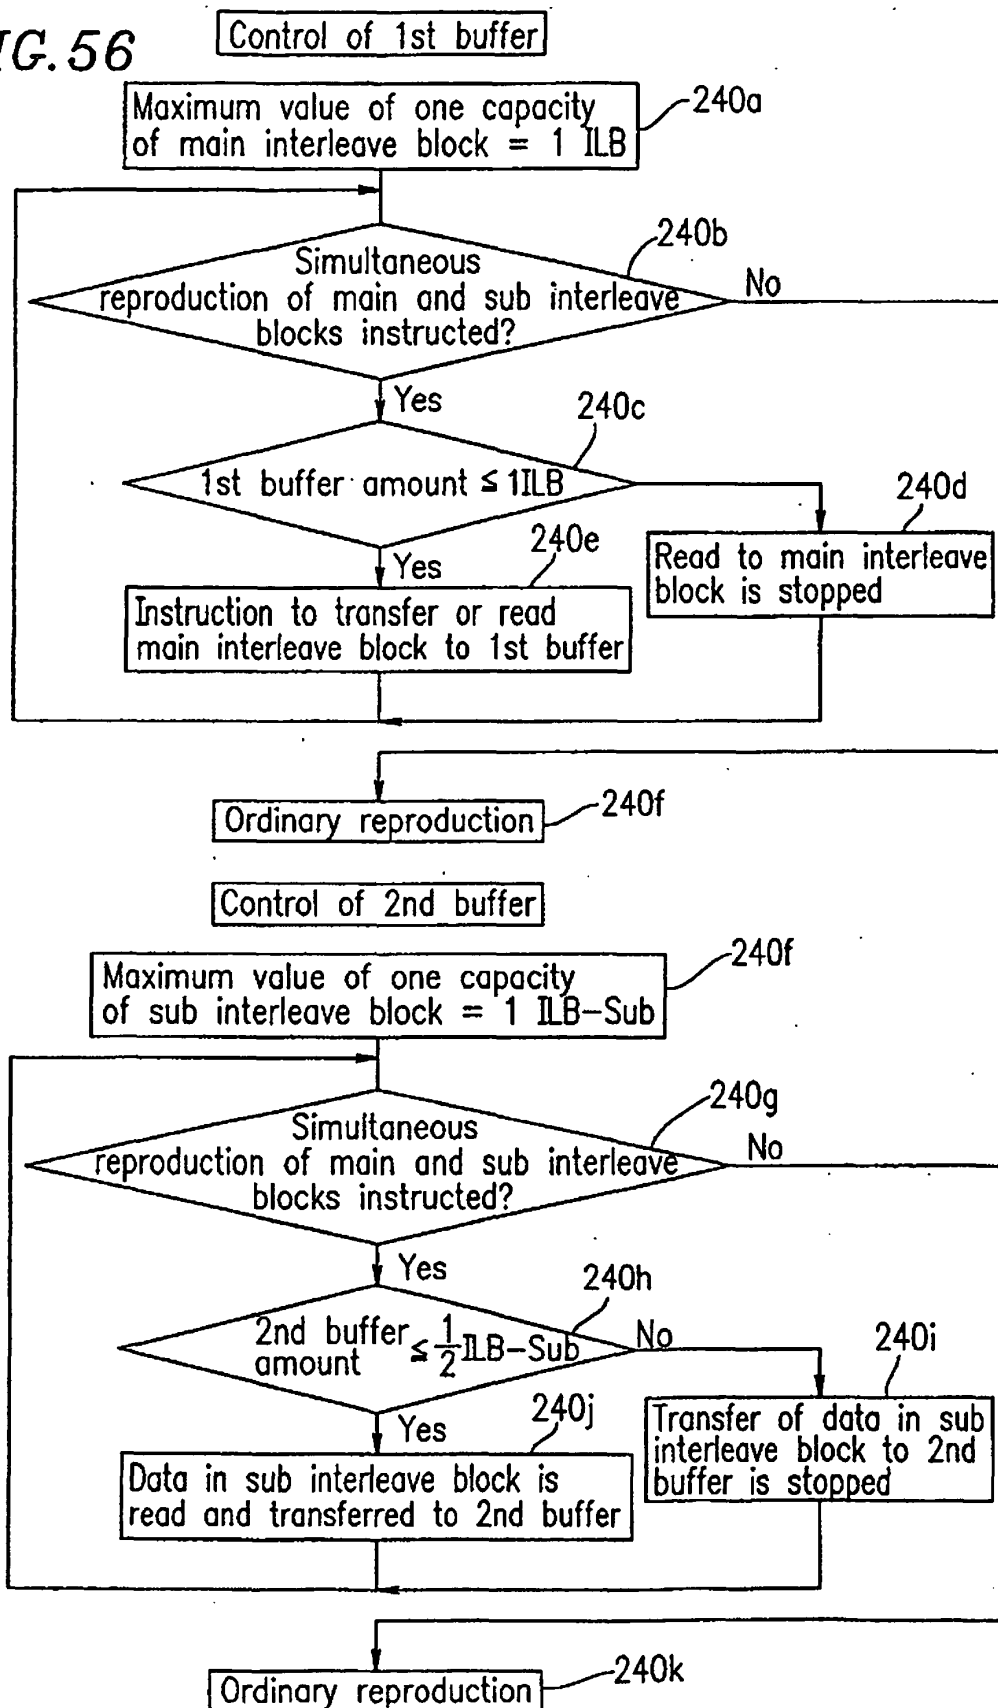 IG. 56
Control of 1st buffer
Maximum value of one capacity
of main interleave block = 1 ILB
240a
Simultaneous
reproduction of main and sub interleave
blocks instructed?
240b
No
Yes
1st buffer amount ≦ 1ILB
240c
240d
Read to main interleave
block is stopped
Yes
240e
Instruction to transfer or read
main interleave block to 1st buffer
Ordinary reproduction
240f
Control of 2nd buffer
Maximum value of one capacity
of sub interleave block = 1 ILB-Sub
240f
Simultaneous
reproduction of main and sub interleave
blocks instructed?
240g
No
Yes
2nd buffer
amount ≦ 1/2 ILB-Sub
240h
No
240i
Transfer of data in sub
interleave block to 2nd
buffer is stopped
Yes
240j
Data in sub interleave block is
read and transferred to 2nd buffer
Ordinary reproduction
240k